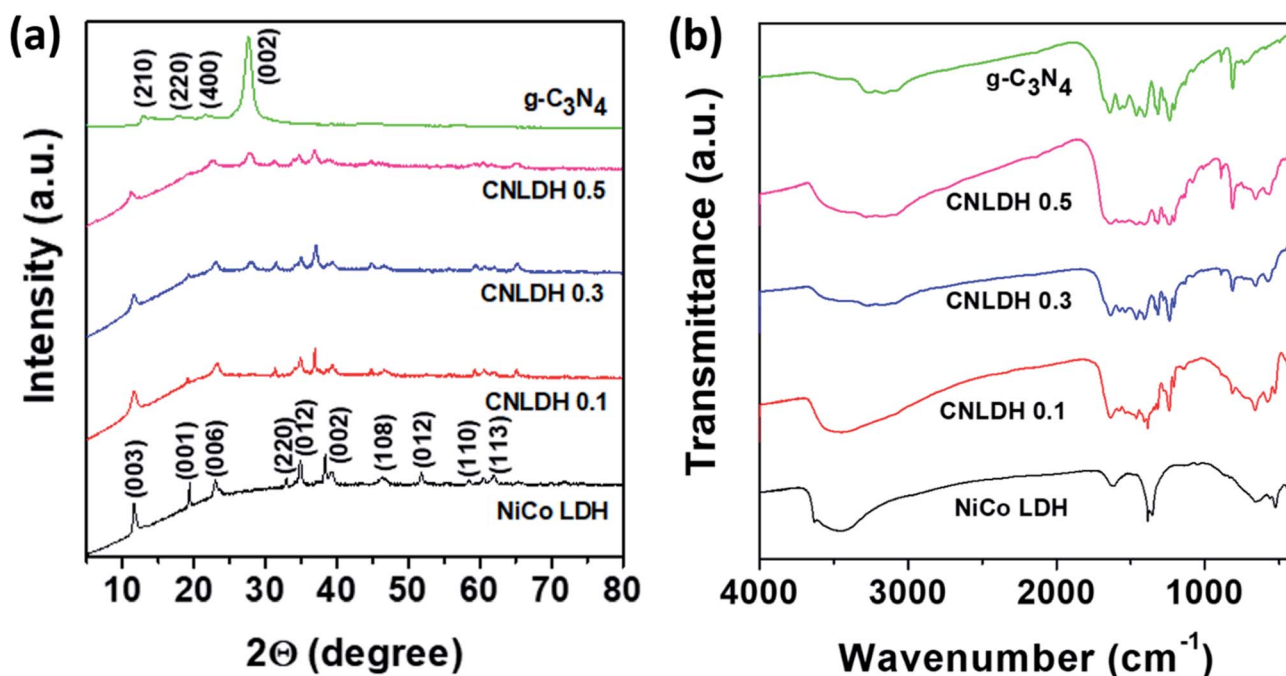 (a)
Intensity (a.u.)
(210)
(220)
(400)
(002)
g-C₃N₄
CNLDH 0.5
CNLDH 0.3
CNLDH 0.1
(003)
(001)
(006)
(220)
(012)
(002)
(108)
(012)
(110)
(113)
NiCo LDH
10 20 30 40 50 60 70 80
2Θ (degree)
(b)
Transmittance (a.u.)
g-C₃N₄
CNLDH 0.5
CNLDH 0.3
CNLDH 0.1
NiCo LDH
4000 3000 2000 1000
Wavenumber (cm⁻¹)